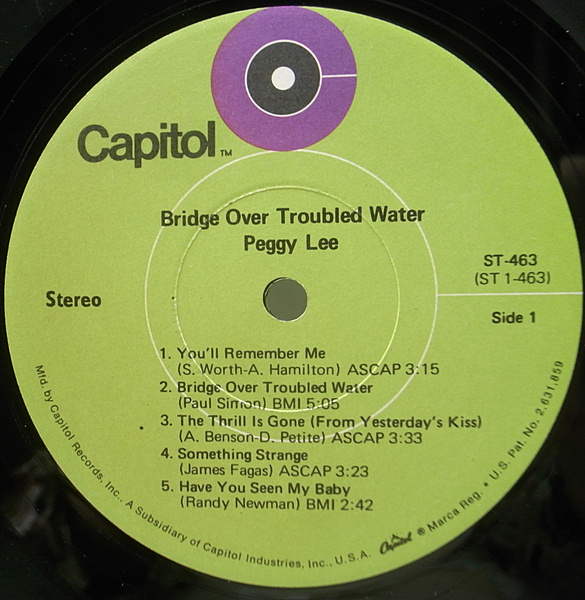 Capitol™
Bridge Over Troubled Water
Peggy Lee
ST-463
(ST 1-463)
Stereo
Side 1
1. You'll Remember Me
(S. Worth-A. Hamilton) ASCAP 3:15
2. Bridge Over Troubled Water
(Paul Simon) BMI 5:05
3. The Thrill Is Gone (From Yesterday's Kiss)
(A. Benson-D. Petite) ASCAP 3:33
4. Something Strange
(James Fagas) ASCAP 3:23
5. Have You Seen My Baby
(Randy Newman) BMI 2:42
Mfd. by Capitol Records, Inc., A Subsidiary of Capitol Industries, Inc., U.S.A. Capitol ® Marca Reg. • U.S. Pat. No. 2,631,859